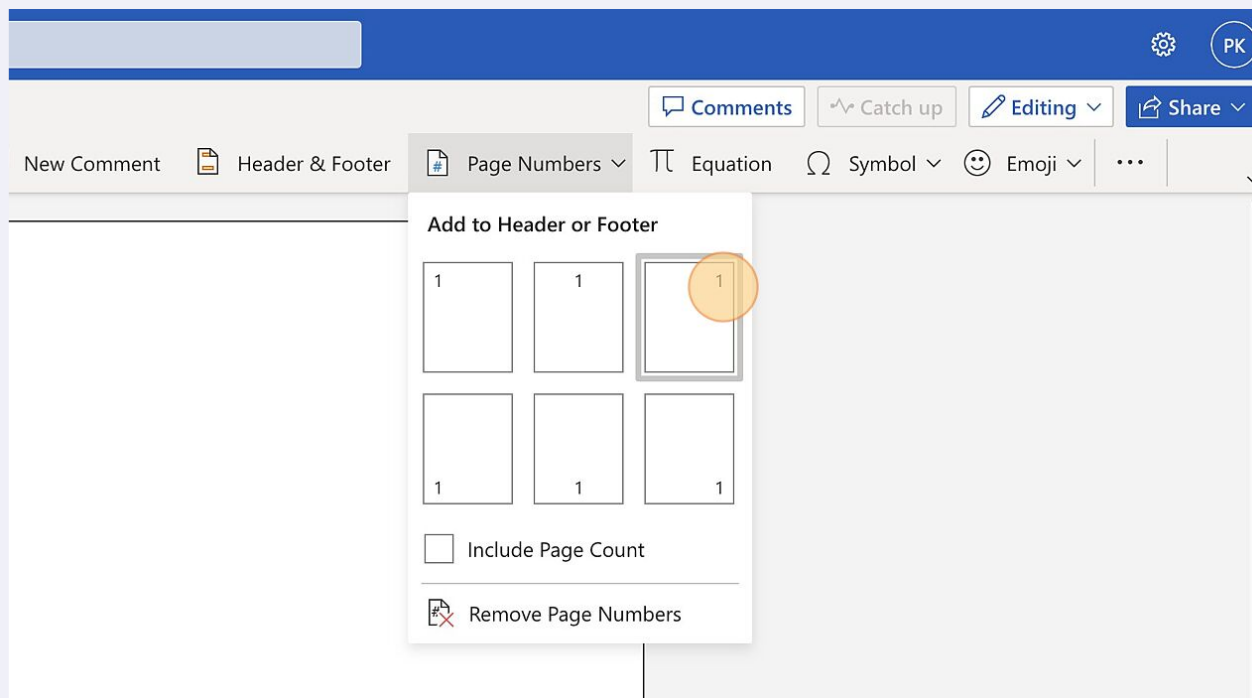 PK
Comments Catch up Editing Share
New Comment Header & Footer # Page Numbers Equation Ω Symbol Emoji ...
Add to Header or Footer
1 1 1
1 1 1
Include Page Count
Remove Page Numbers